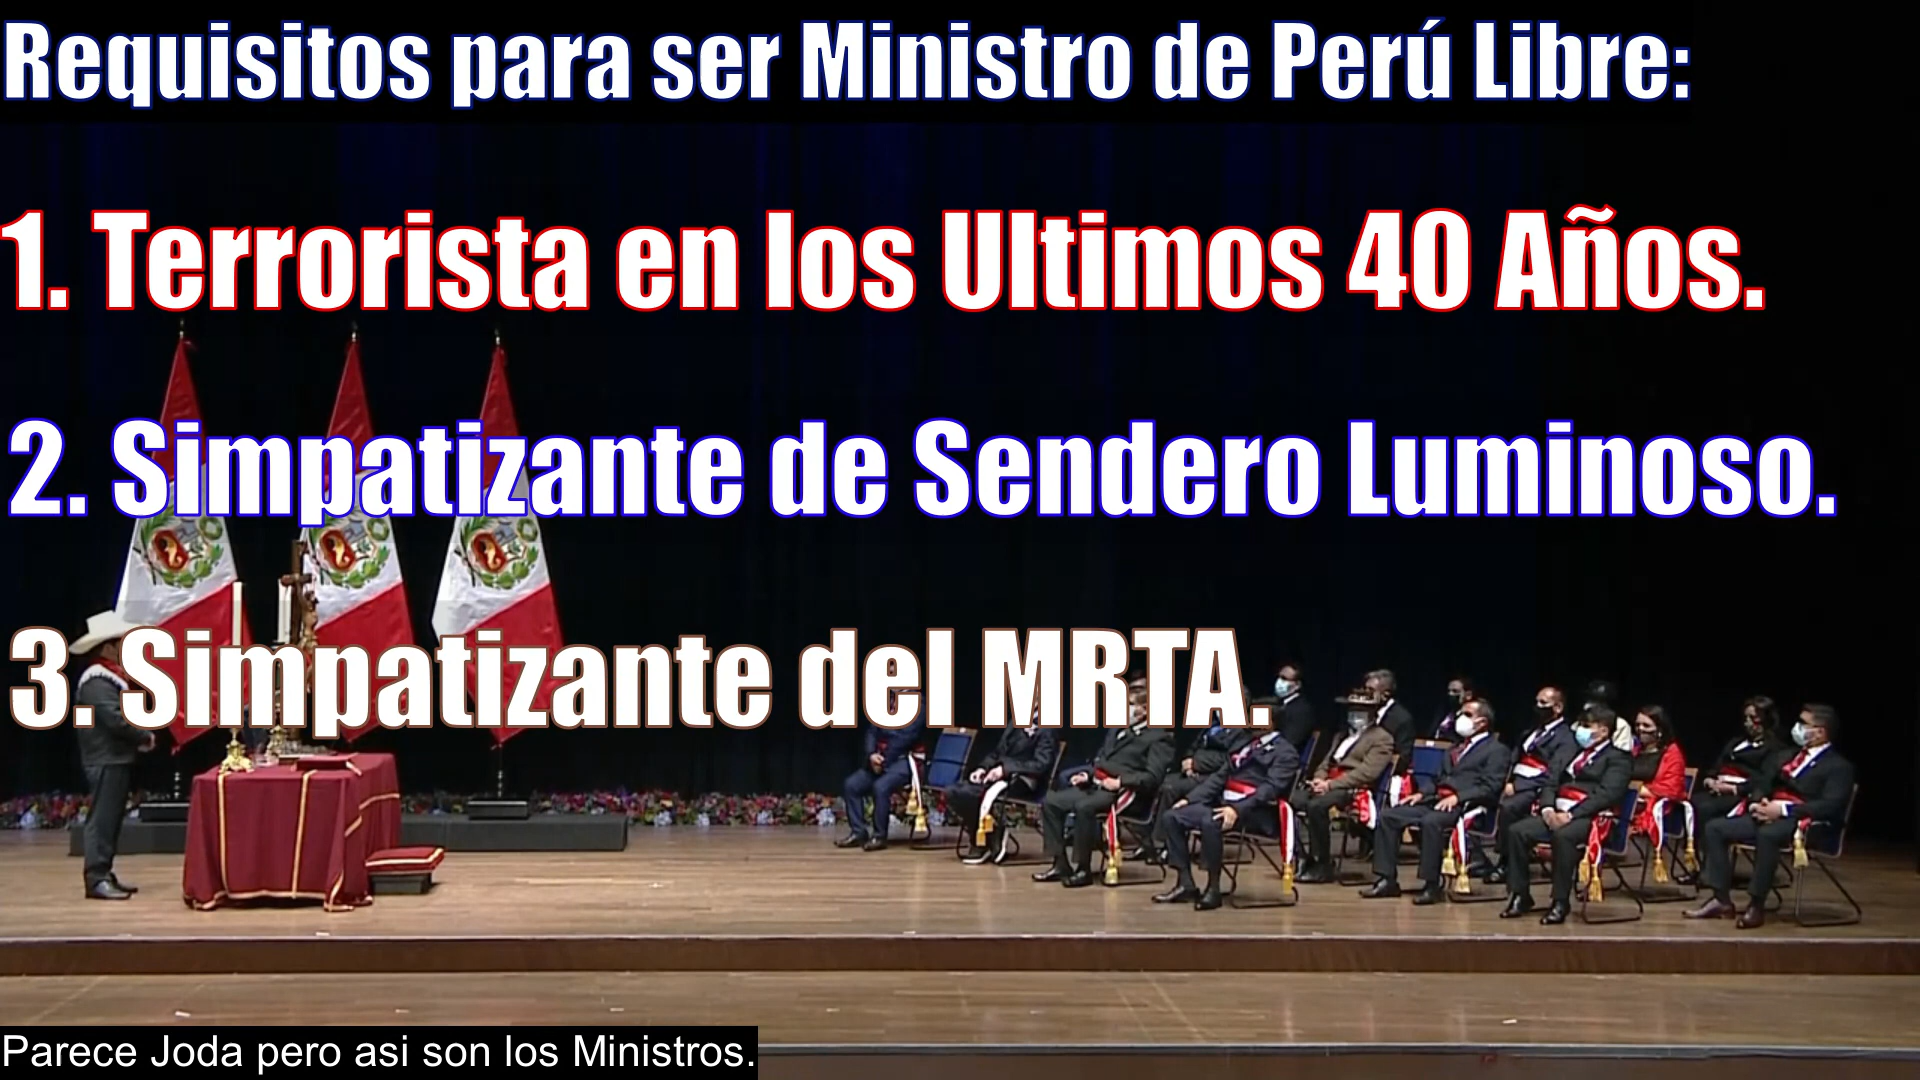 Requisitos para ser Ministro de Perú Libre:
1. Terrorista en los Ultimos 40 Años.
2. Simpatizante de Sendero Luminoso.
3. Simpatizante del MRTA.
Parece Joda pero asi son los Ministros.